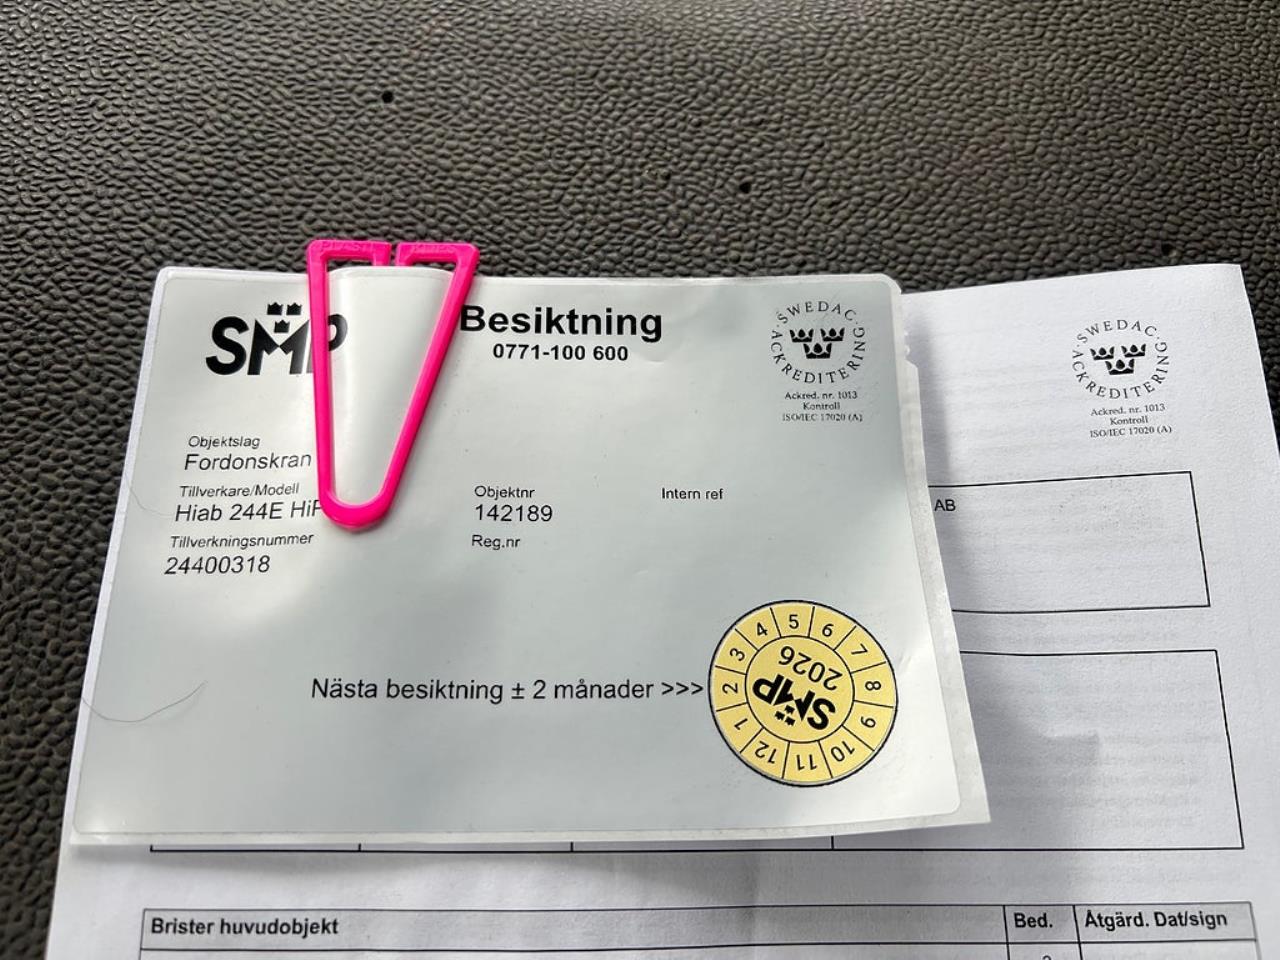 PLAST
SMP Besiktning
0771-100 600
SWEDAC ACKREDITERING
Ackred. nr. 1013
Kontroll
ISO/IEC 17020 (A)
Objektslag
Fordonskran
Tillverkare/Modell
Hiab 244E HiP
Tillverkningsnummer
24400318
Objektnr
142189
Reg.nr
Intern ref
Nästa besiktning ± 2 månader >>>
1 2 3 4 5 6 7 8 9 10 11 12
2026
SMP
SWEDAC ACKREDITERING
Ackred. nr. 1013
Kontroll
ISO/IEC 17020 (A)
AB
Brister huvudobjekt Bed. Åtgärd. Dat/sign